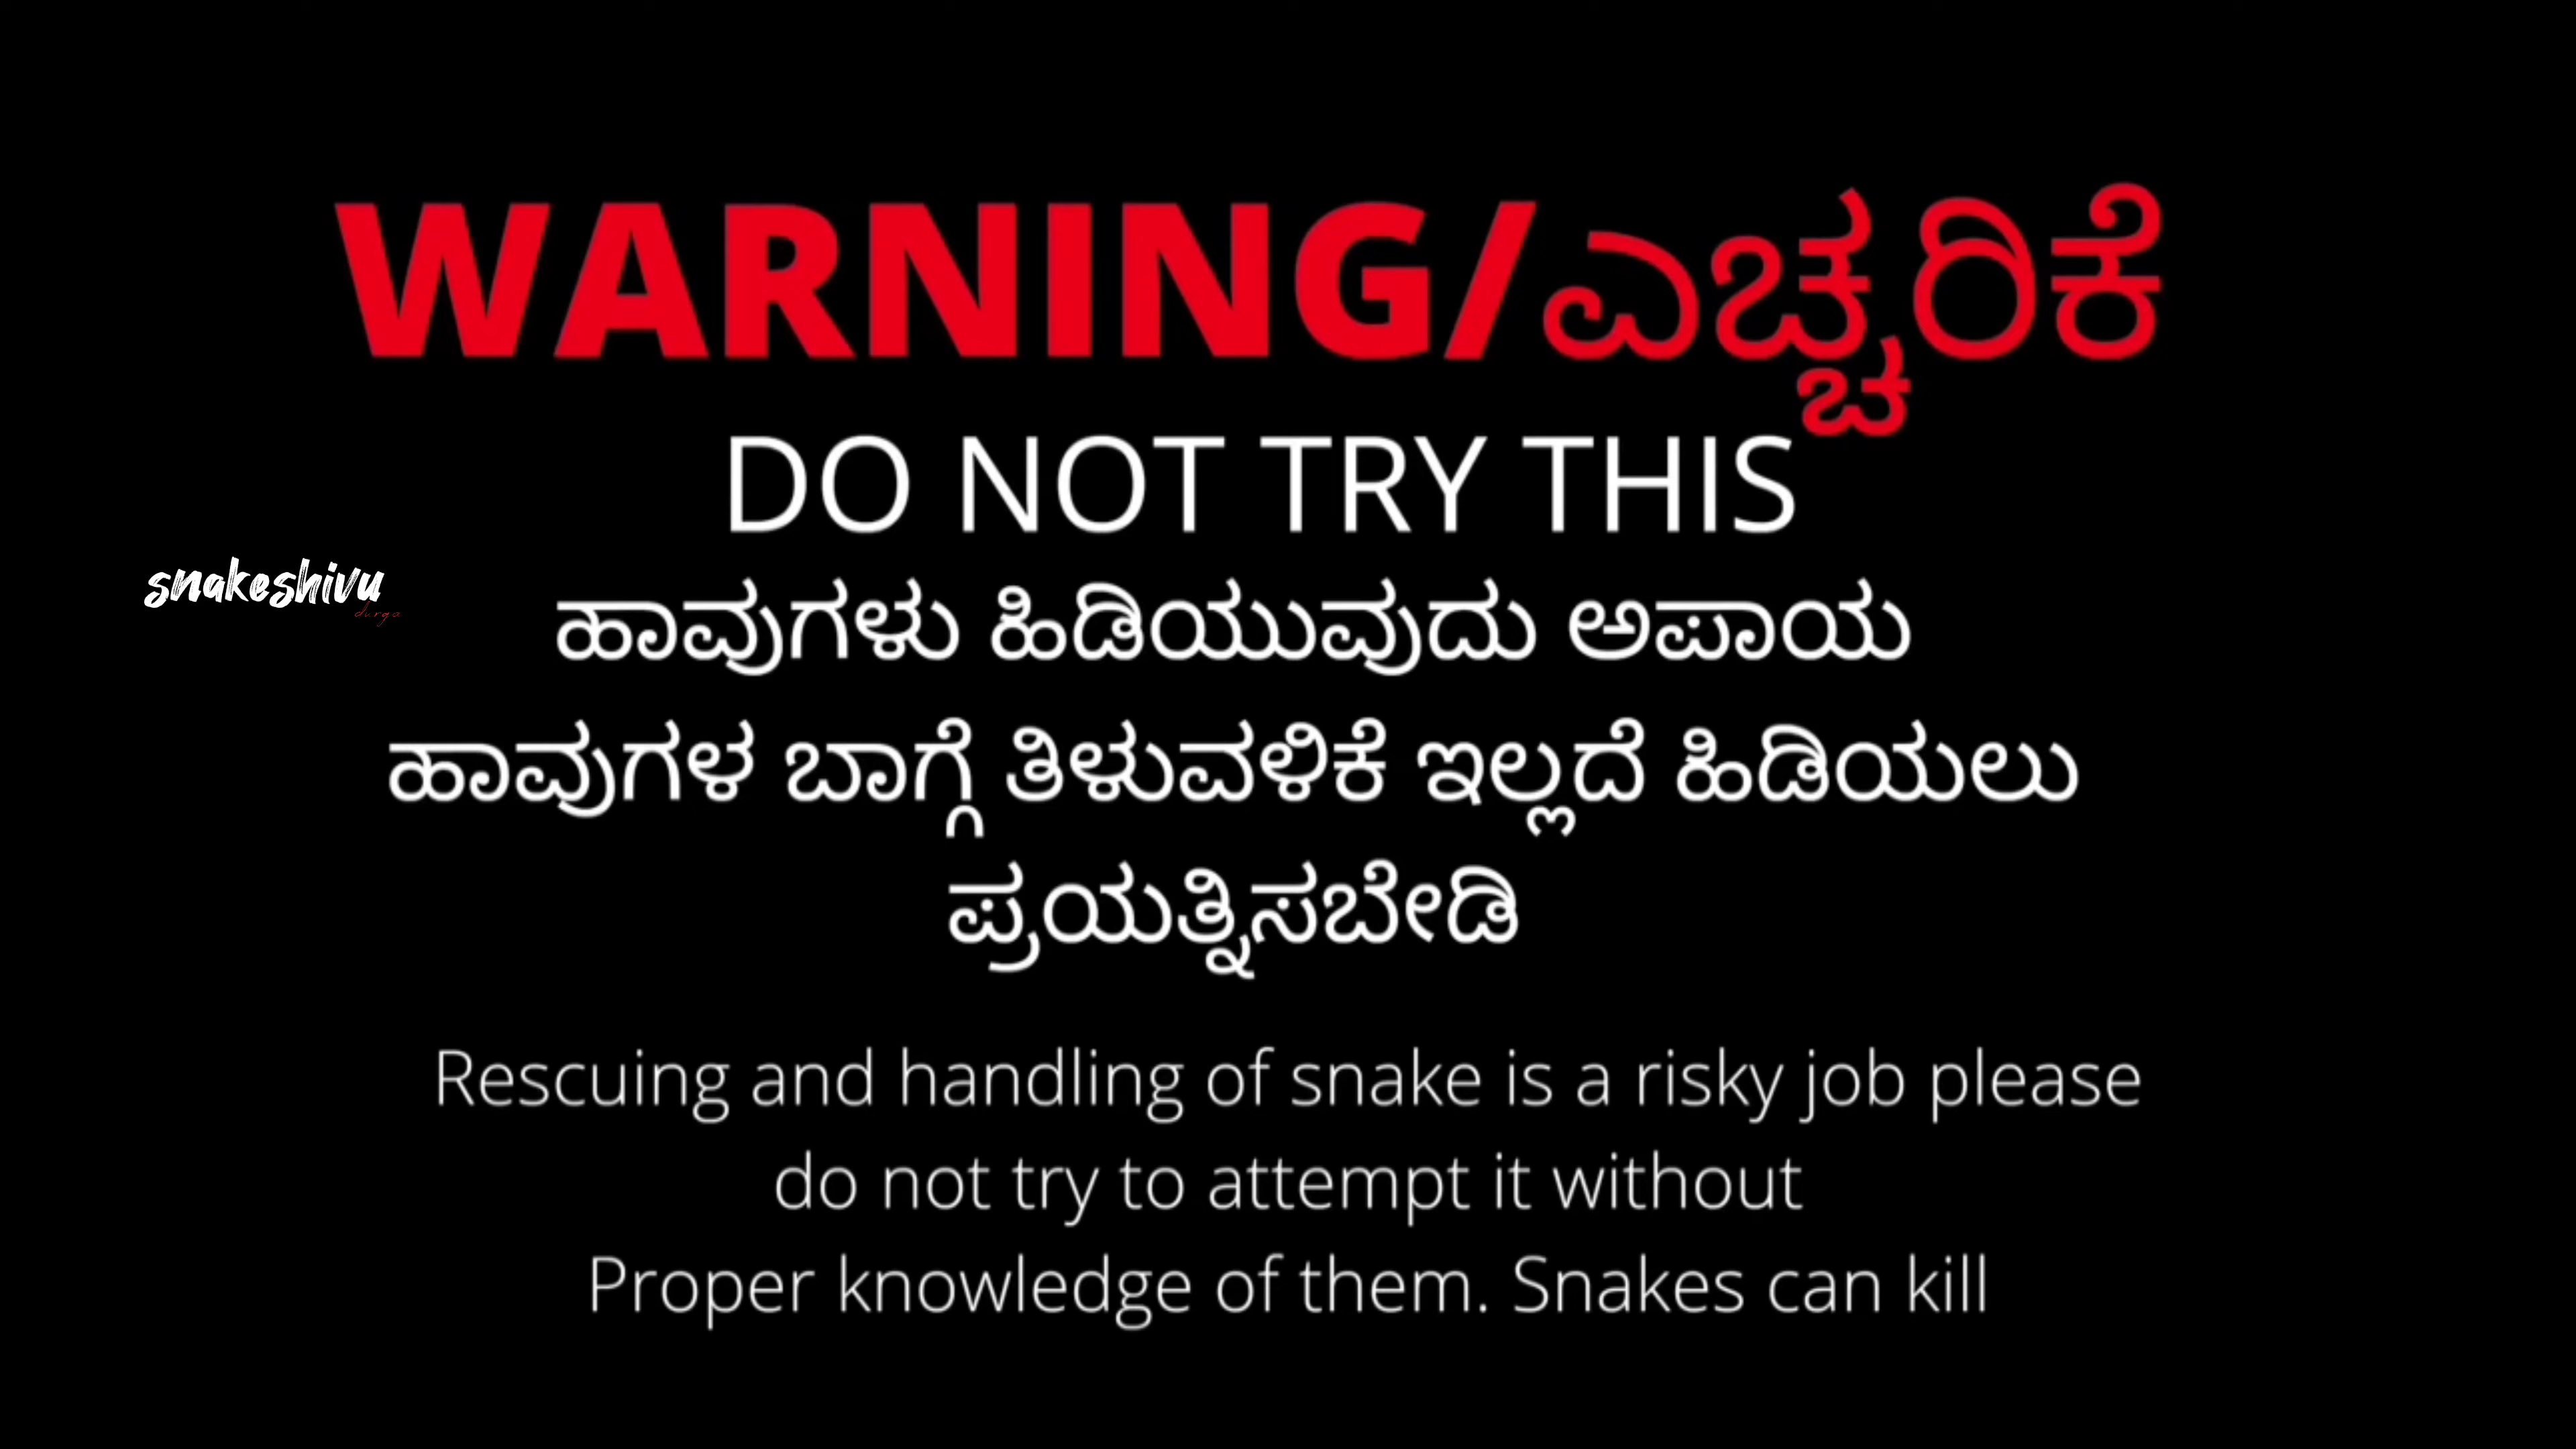 WARNING/ಎಚ್ಚರಿಕೆ
DO NOT TRY THIS
snakeshivu
durga
ಹಾವುಗಳು ಹಿಡಿಯುವುದು ಅಪಾಯ
ಹಾವುಗಳ ಬಾಗ್ಗೆ ತಿಳುವಳಿಕೆ ಇಲ್ಲದೆ ಹಿಡಿಯಲು
ಪ್ರಯತ್ನಿಸಬೇಡಿ
Rescuing and handling of snake is a risky job please
do not try to attempt it without
Proper knowledge of them. Snakes can kill